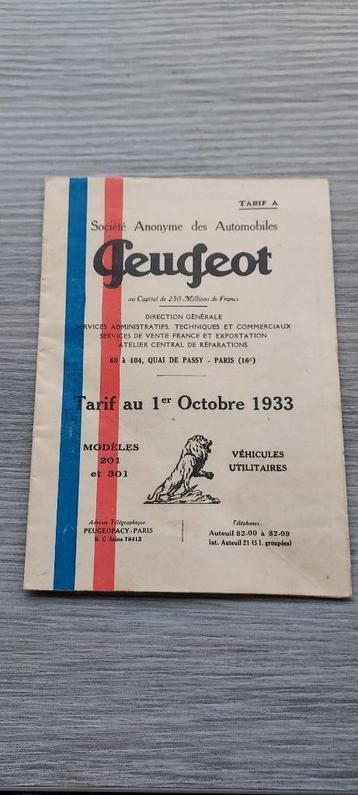 TARIF A
Société Anonyme des Automobiles
Peugeot
au Capital de 250 Millions de Francs
DIRECTION GÉNÉRALE
SERVICES ADMINISTRATIFS, TECHNIQUES ET COMMERCIAUX
SERVICES DE VENTE FRANCE ET EXPORTATION
ATELIER CENTRAL DE RÉPARATIONS
68 à 104, QUAI DE PASSY - PARIS (16e)
Tarif au 1er Octobre 1933
MODÈLES
201
et 301
VÉHICULES
UTILITAIRES
Adresse Télégraphique :
PEUGEOPACY-PARIS
R C Seine 78412
Téléphones :
Auteuil 82-00 à 82-09
Int. Auteuil 21 (5 l. groupées)